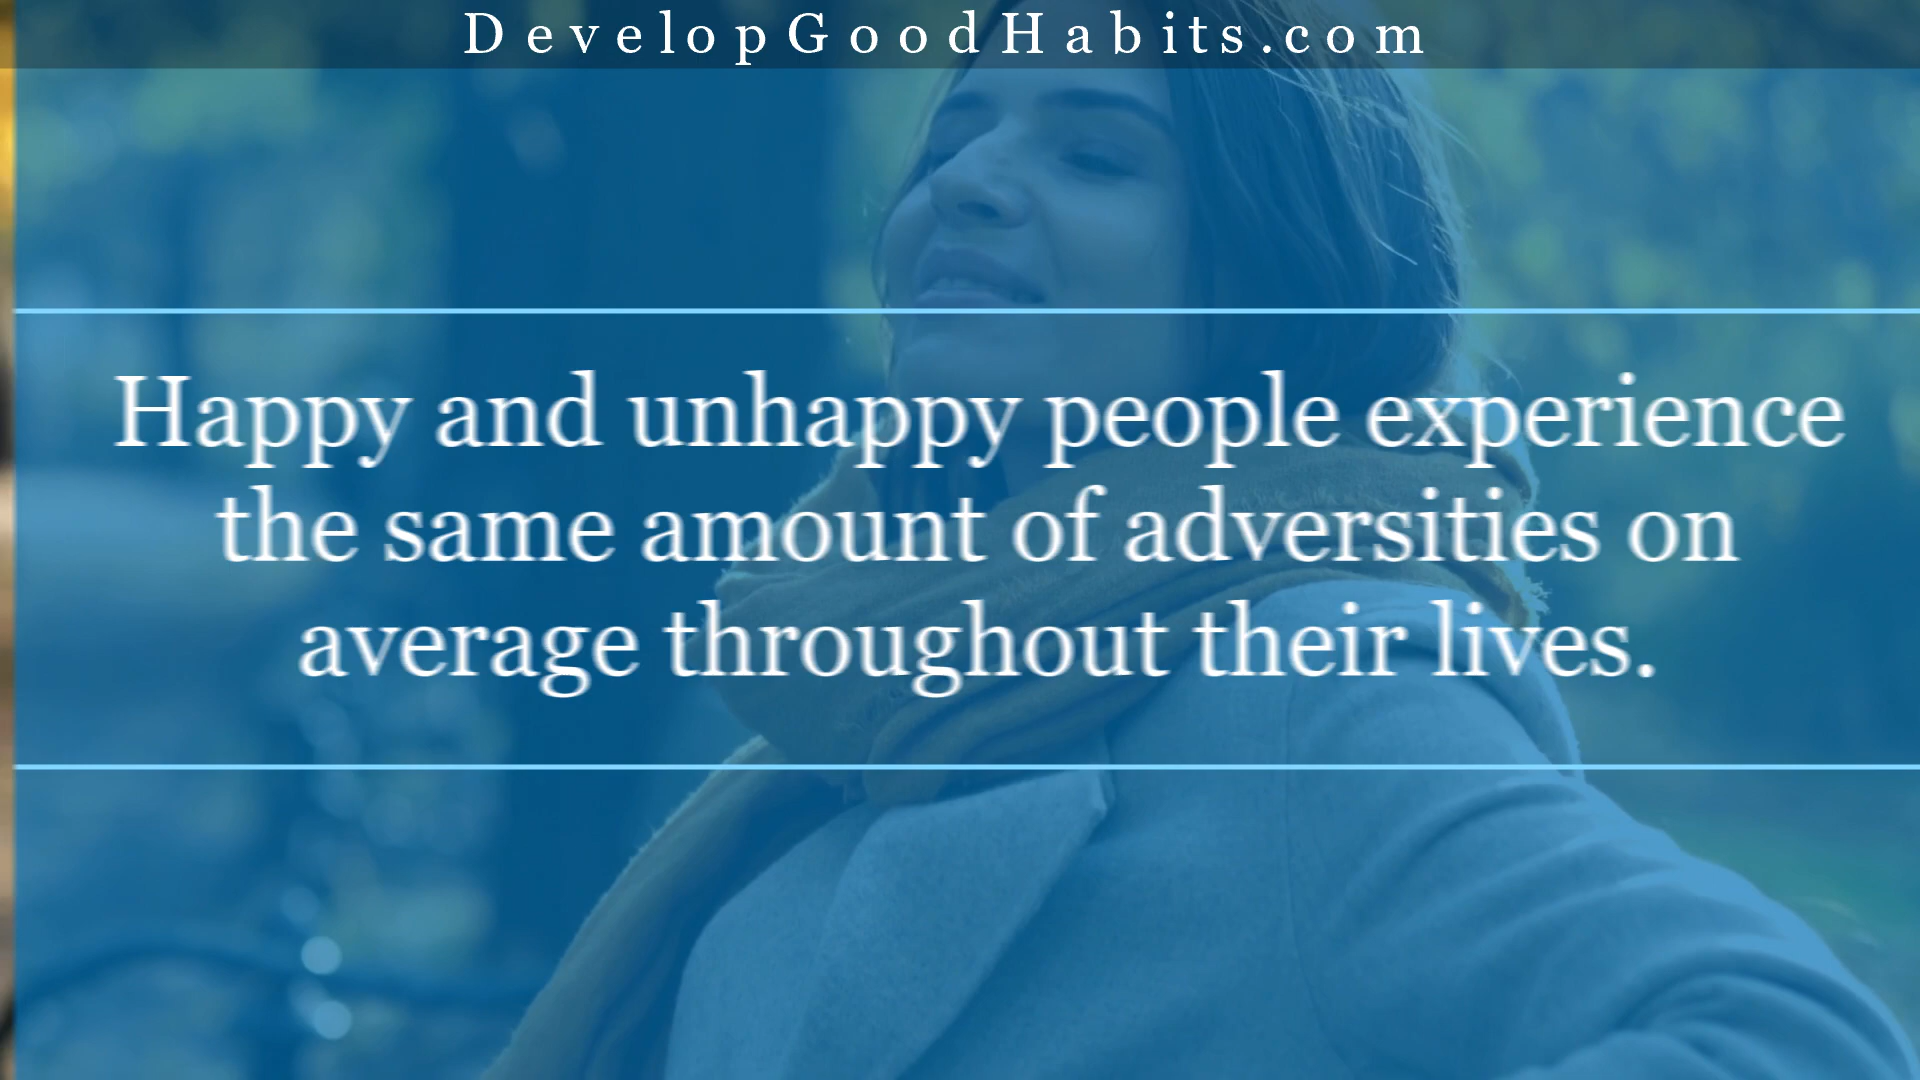 DevelopGoodHabits.com
Happy and unhappy people experience
the same amount of adversities on
average throughout their lives.